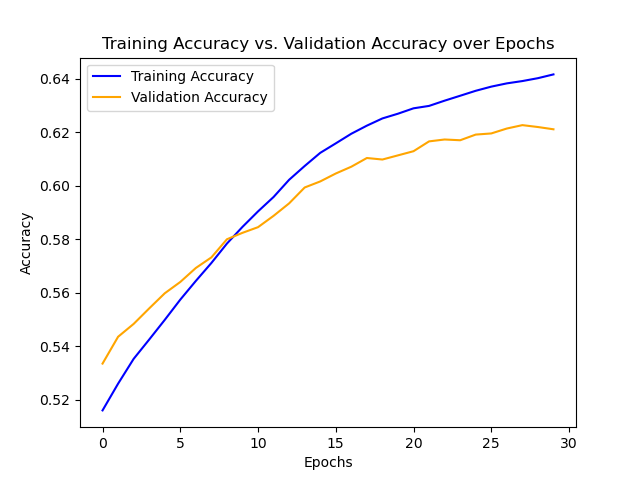 Training Accuracy vs. Validation Accuracy over Epochs
Training Accuracy
Validation Accuracy
0.64
0.62
0.60
0.58
0.56
0.54
0.52
Accuracy
0 5 10 15 20 25 30
Epochs